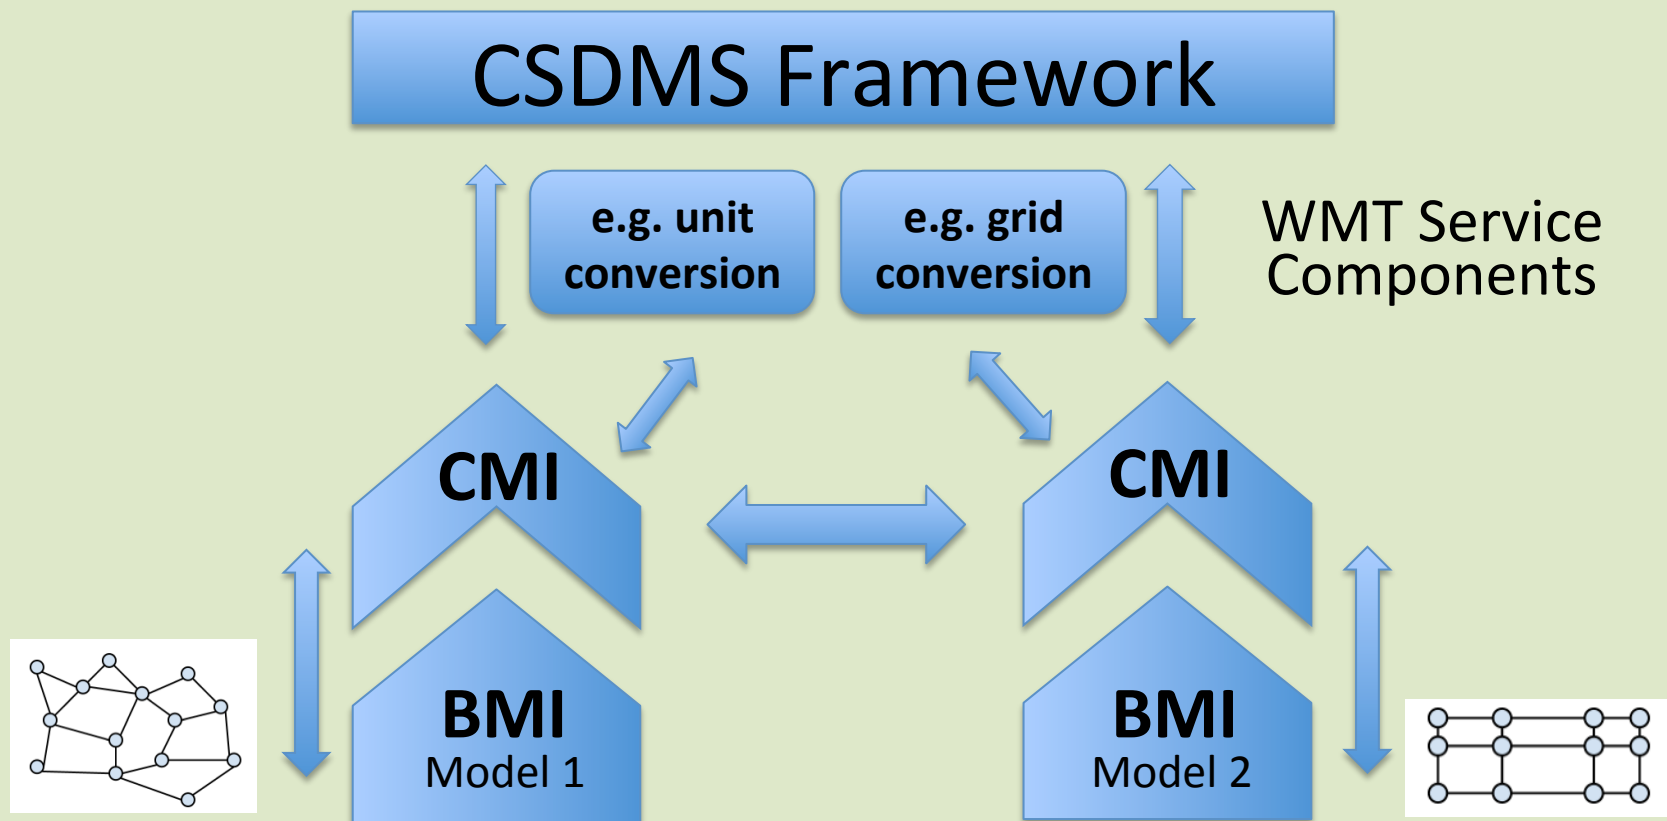 CSDMS Framework
e.g. unit
conversion
e.g. grid
conversion
WMT Service
Components
CMI
CMI
BMI
Model 1
BMI
Model 2